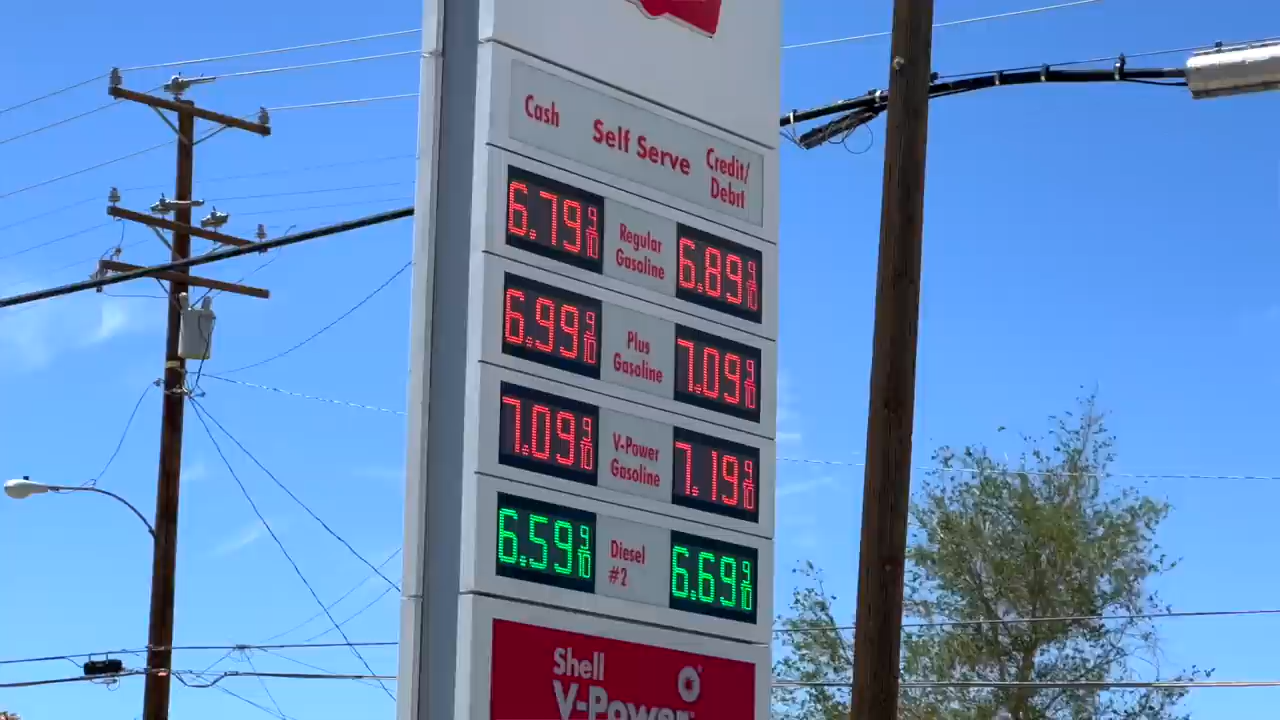 Cash
Self Serve
Credit/
Debit
6.79 9/10
Regular
Gasoline
6.89 9/10
6.99 9/10
Plus
Gasoline
7.09 9/10
7.09 9/10
V-Power
Gasoline
7.19 9/10
6.59 9/10
Diesel
#2
6.69 9/10
Shell
V-Power